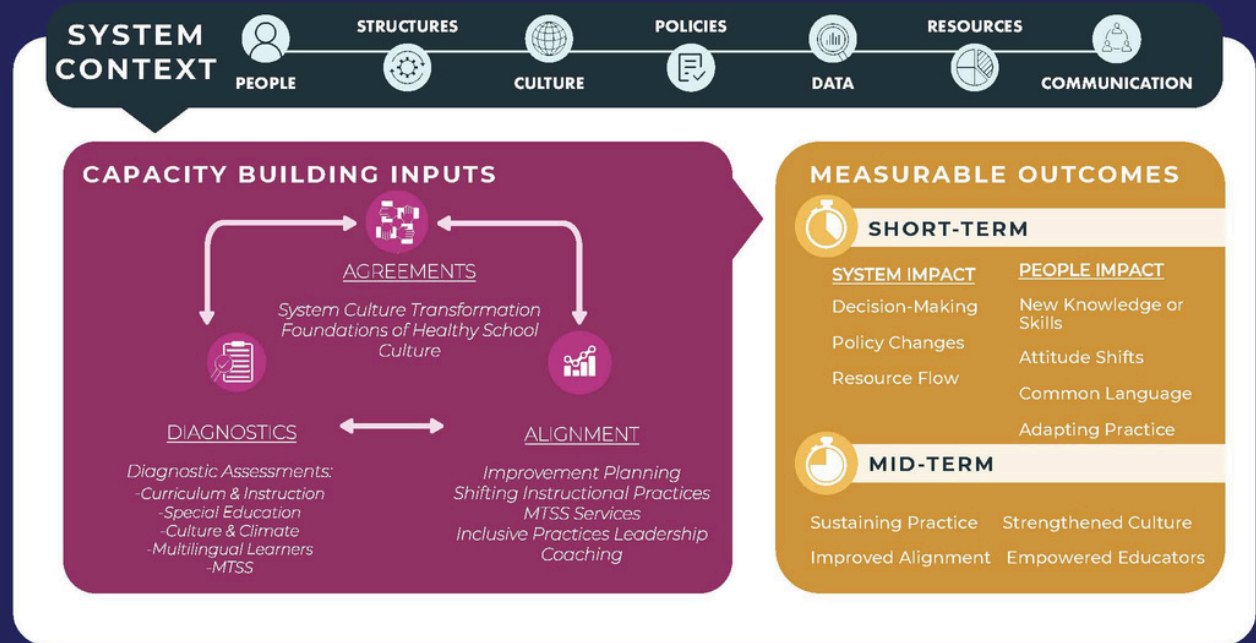 SYSTEM
CONTEXT
PEOPLE
STRUCTURES
CULTURE
POLICIES
DATA
RESOURCES
COMMUNICATION
CAPACITY BUILDING INPUTS
AGREEMENTS
System Culture Transformation
Foundations of Healthy School
Culture
DIAGNOSTICS
Diagnostic Assessments:
-Curriculum & Instruction
-Special Education
-Culture & Climate
-Multilingual Learners
-MTSS
ALIGNMENT
Improvement Planning
Shifting Instructional Practices
MTSS Services
Inclusive Practices Leadership
Coaching
MEASURABLE OUTCOMES
SHORT-TERM
SYSTEM IMPACT
Decision-Making
Policy Changes
Resource Flow
PEOPLE IMPACT
New Knowledge or
Skills
Attitude Shifts
Common Language
Adapting Practice
MID-TERM
Sustaining Practice
Strengthened Culture
Improved Alignment
Empowered Educators